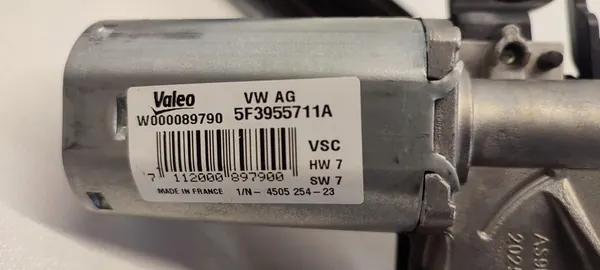 Valeo VW AG
W000089790 5F3955711A
VSC
HW 7
7 112000 897900 SW 7
MADE IN FRANCE 1/N- 4505 254-23